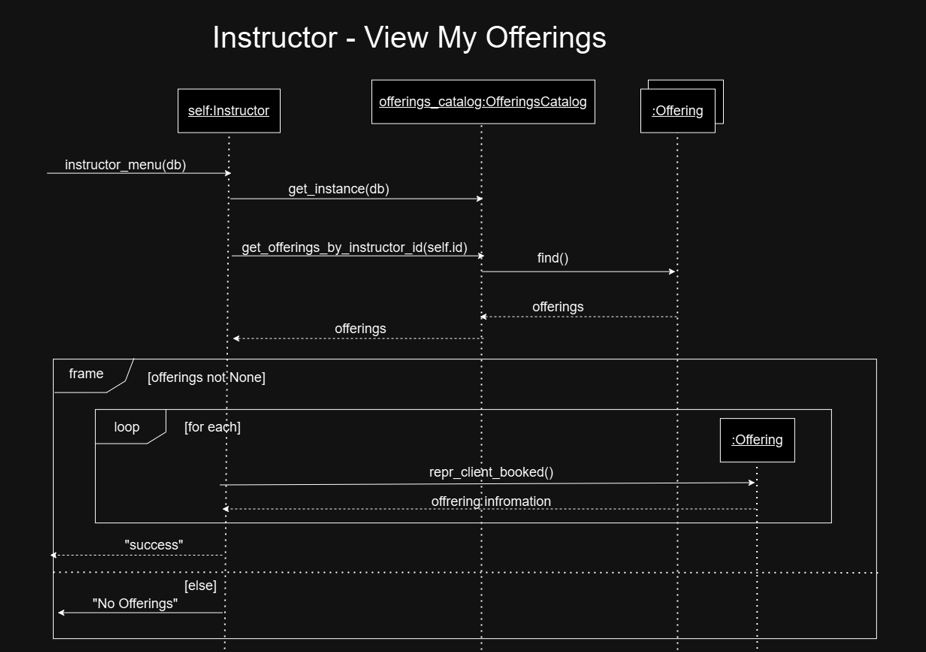 Instructor - View My Offerings
self:Instructor
offerings_catalog:OfferingsCatalog
:Offering
instructor_menu(db)
get_instance(db)
get_offerings_by_instructor_id(self.id)
find()
offerings
offerings
frame
[offerings not None]
loop
[for each]
:Offering
repr_client_booked()
offrering infromation
"success"
[else]
"No Offerings"